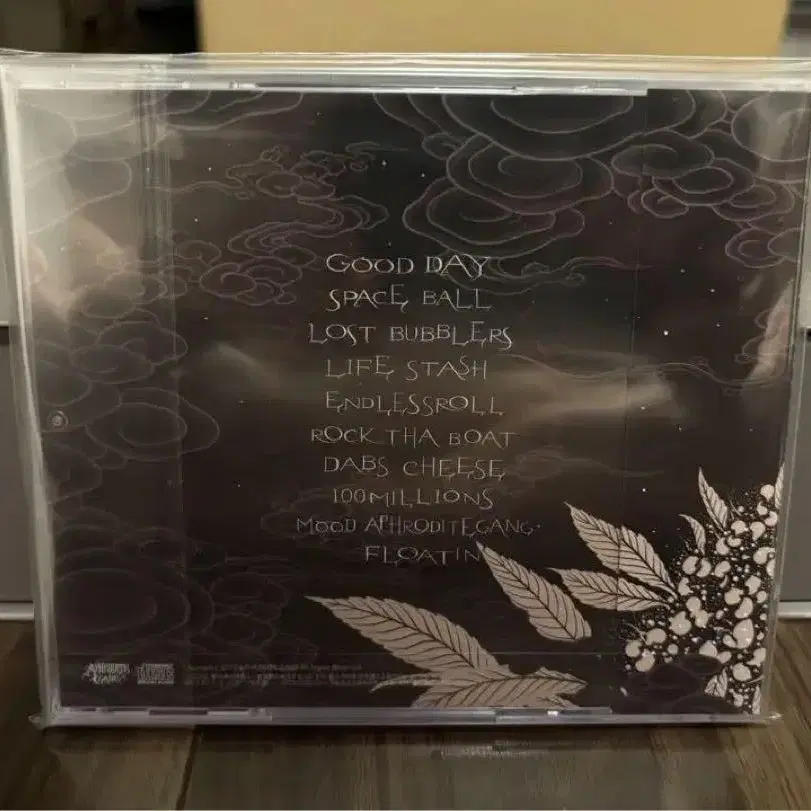 GOOD DAY
SPACE BALL
LOST BUBBLERS
LIFE STASH
ENDLESSROLL
ROCK THA BOAT
DABS CHEESE
100MILLIONS
MOOD APHRODITEGANG
FLOATIN